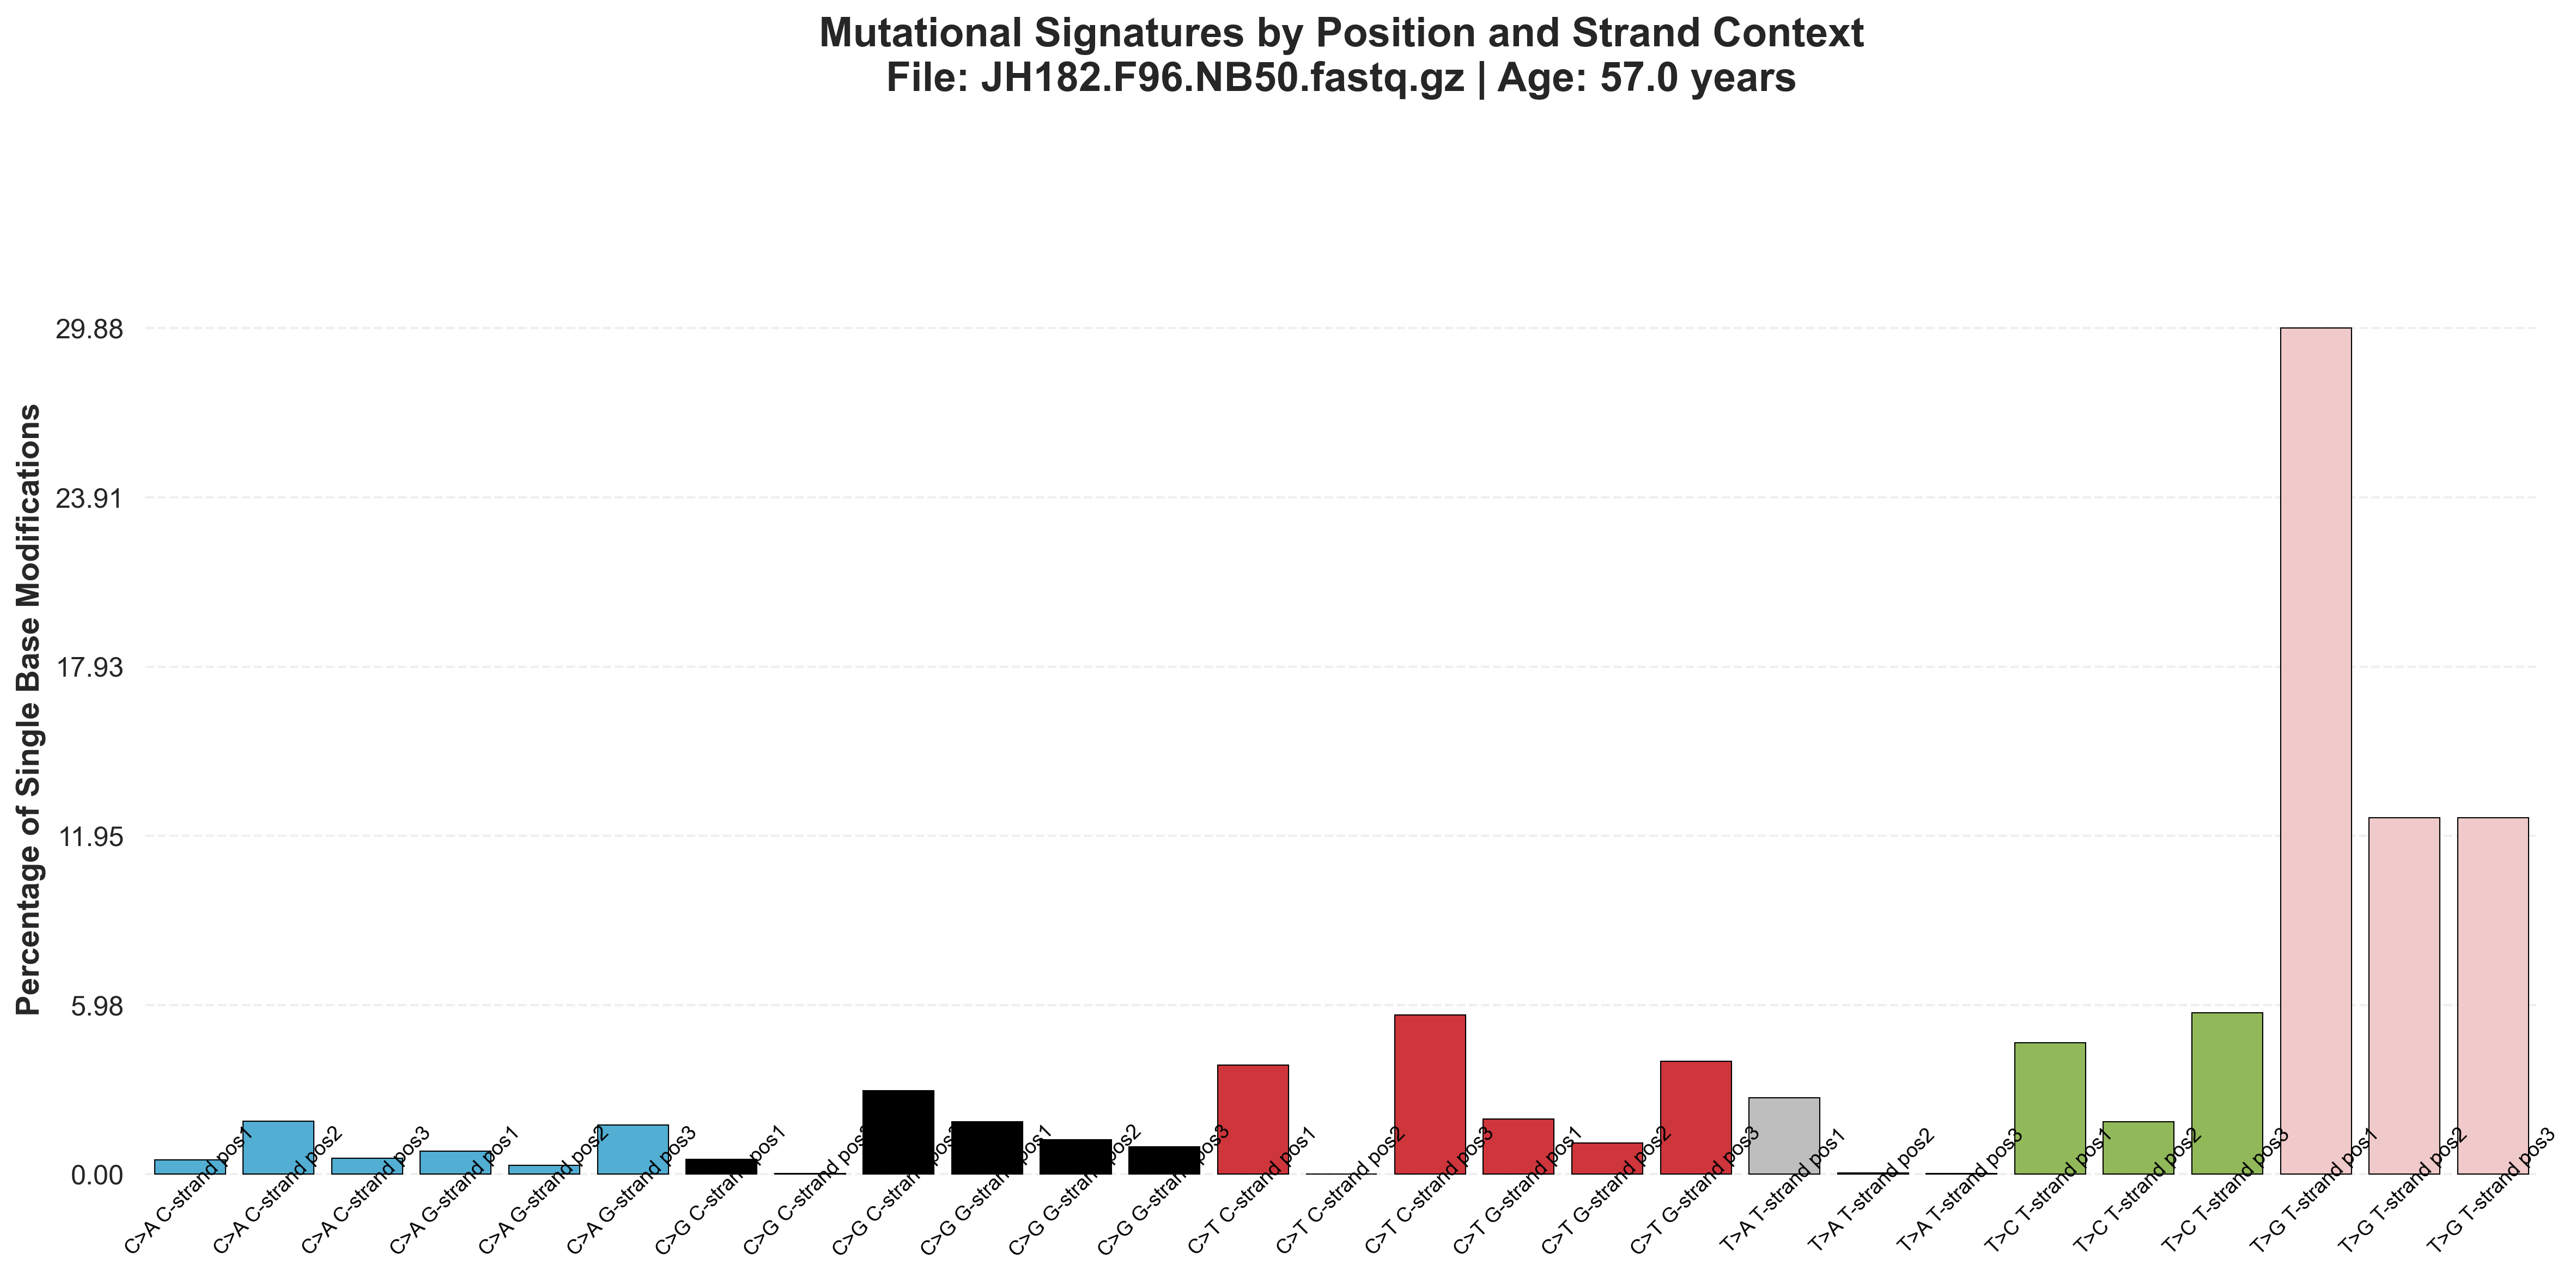 Mutational Signatures by Position and Strand Context
File: JH182.F96.NB50.fastq.gz | Age: 57.0 years
Percentage of Single Base Modifications
29.88
23.91
17.93
11.95
5.98
0.00
C>A C-strand pos1
C>A C-strand pos2
C>A C-strand pos3
C>A G-strand pos1
C>A G-strand pos2
C>A G-strand pos3
C>G C-strand pos1
C>G C-strand pos2
C>G C-strand pos3
C>G G-strand pos1
C>G G-strand pos2
C>G G-strand pos3
C>T C-strand pos1
C>T C-strand pos2
C>T C-strand pos3
C>T G-strand pos1
C>T G-strand pos2
C>T G-strand pos3
T>A T-strand pos1
T>A T-strand pos2
T>A T-strand pos3
T>C T-strand pos1
T>C T-strand pos2
T>C T-strand pos3
T>G T-strand pos1
T>G T-strand pos2
T>G T-strand pos3